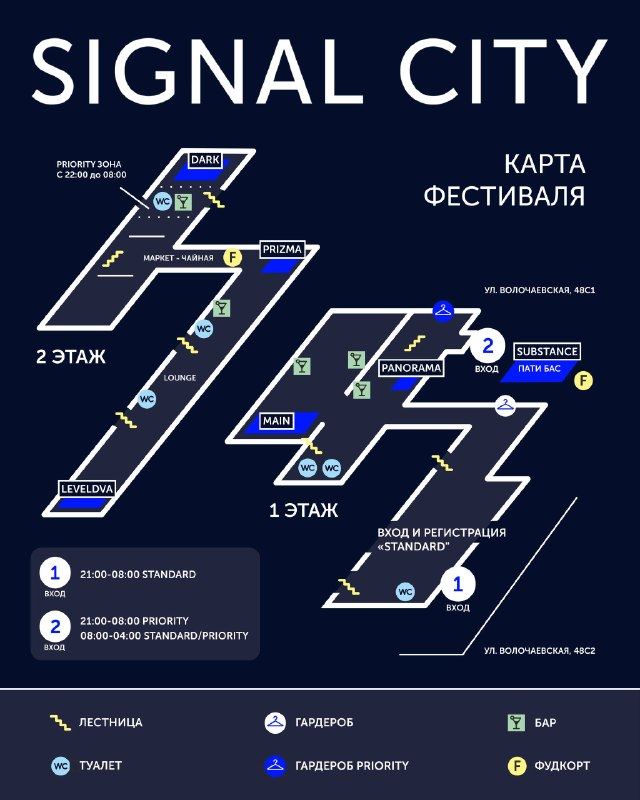 SIGNAL CITY
КАРТА
ФЕСТИВАЛЯ
PRIORITY ЗОНА
С 22:00 до 08:00
DARK
WC
МАРКЕТ - ЧАЙНАЯ
F
PRIZMA
2 ЭТАЖ
WC
LOUNGE
WC
LEVELDVA
УЛ. ВОЛОЧАЕВСКАЯ, 48С1
2
ВХОД
SUBSTANCE
ПАТИ БАС
F
PANORAMA
MAIN
WC
WC
1 ЭТАЖ
ВХОД И РЕГИСТРАЦИЯ
«STANDARD"
WC
1
ВХОД
УЛ. ВОЛОЧАЕВСКАЯ, 48С2
1
ВХОД
21:00-08:00 STANDARD
2
ВХОД
21:00-08:00 PRIORITY
08:00-04:00 STANDARD/PRIORITY
ЛЕСТНИЦА
ГАРДЕРОБ
БАР
WC ТУАЛЕТ
ГАРДЕРОБ PRIORITY
F ФУДКОРТ